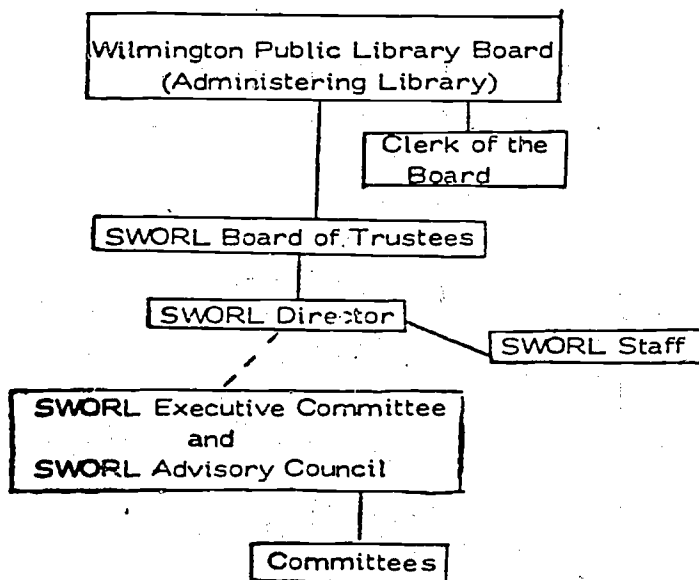 Wilmington Public Library Board
(Administering Library)
Clerk of the
Board
SWORL Board of Trustees
SWORL Director
SWORL Staff
SWORL Executive Committee
and
SWORL Advisory Council
Committees